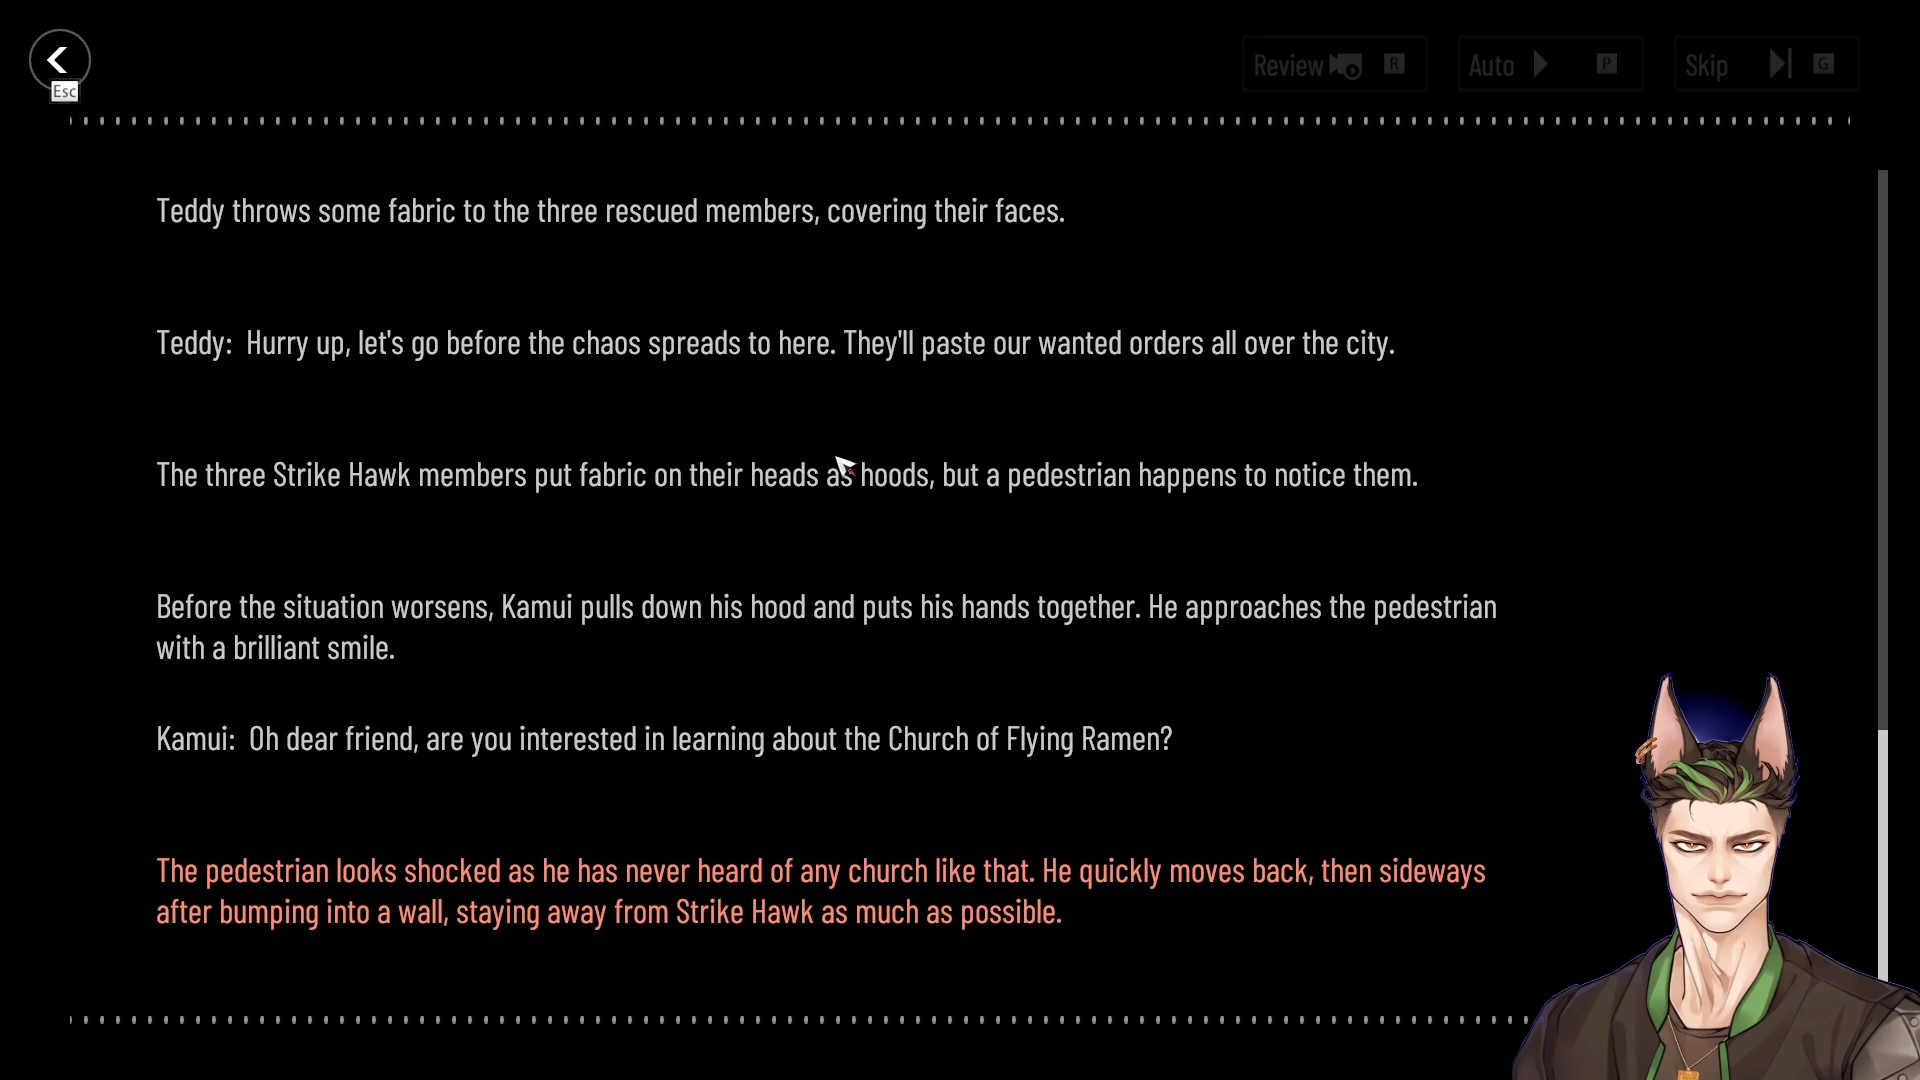 Esc
Review R
Auto P
Skip G
Teddy throws some fabric to the three rescued members, covering their faces.
Teddy: Hurry up, let's go before the chaos spreads to here. They'll paste our wanted orders all over the city.
The three Strike Hawk members put fabric on their heads as hoods, but a pedestrian happens to notice them.
Before the situation worsens, Kamui pulls down his hood and puts his hands together. He approaches the pedestrian
with a brilliant smile.
Kamui: Oh dear friend, are you interested in learning about the Church of Flying Ramen?
The pedestrian looks shocked as he has never heard of any church like that. He quickly moves back, then sideways
after bumping into a wall, staying away from Strike Hawk as much as possible.